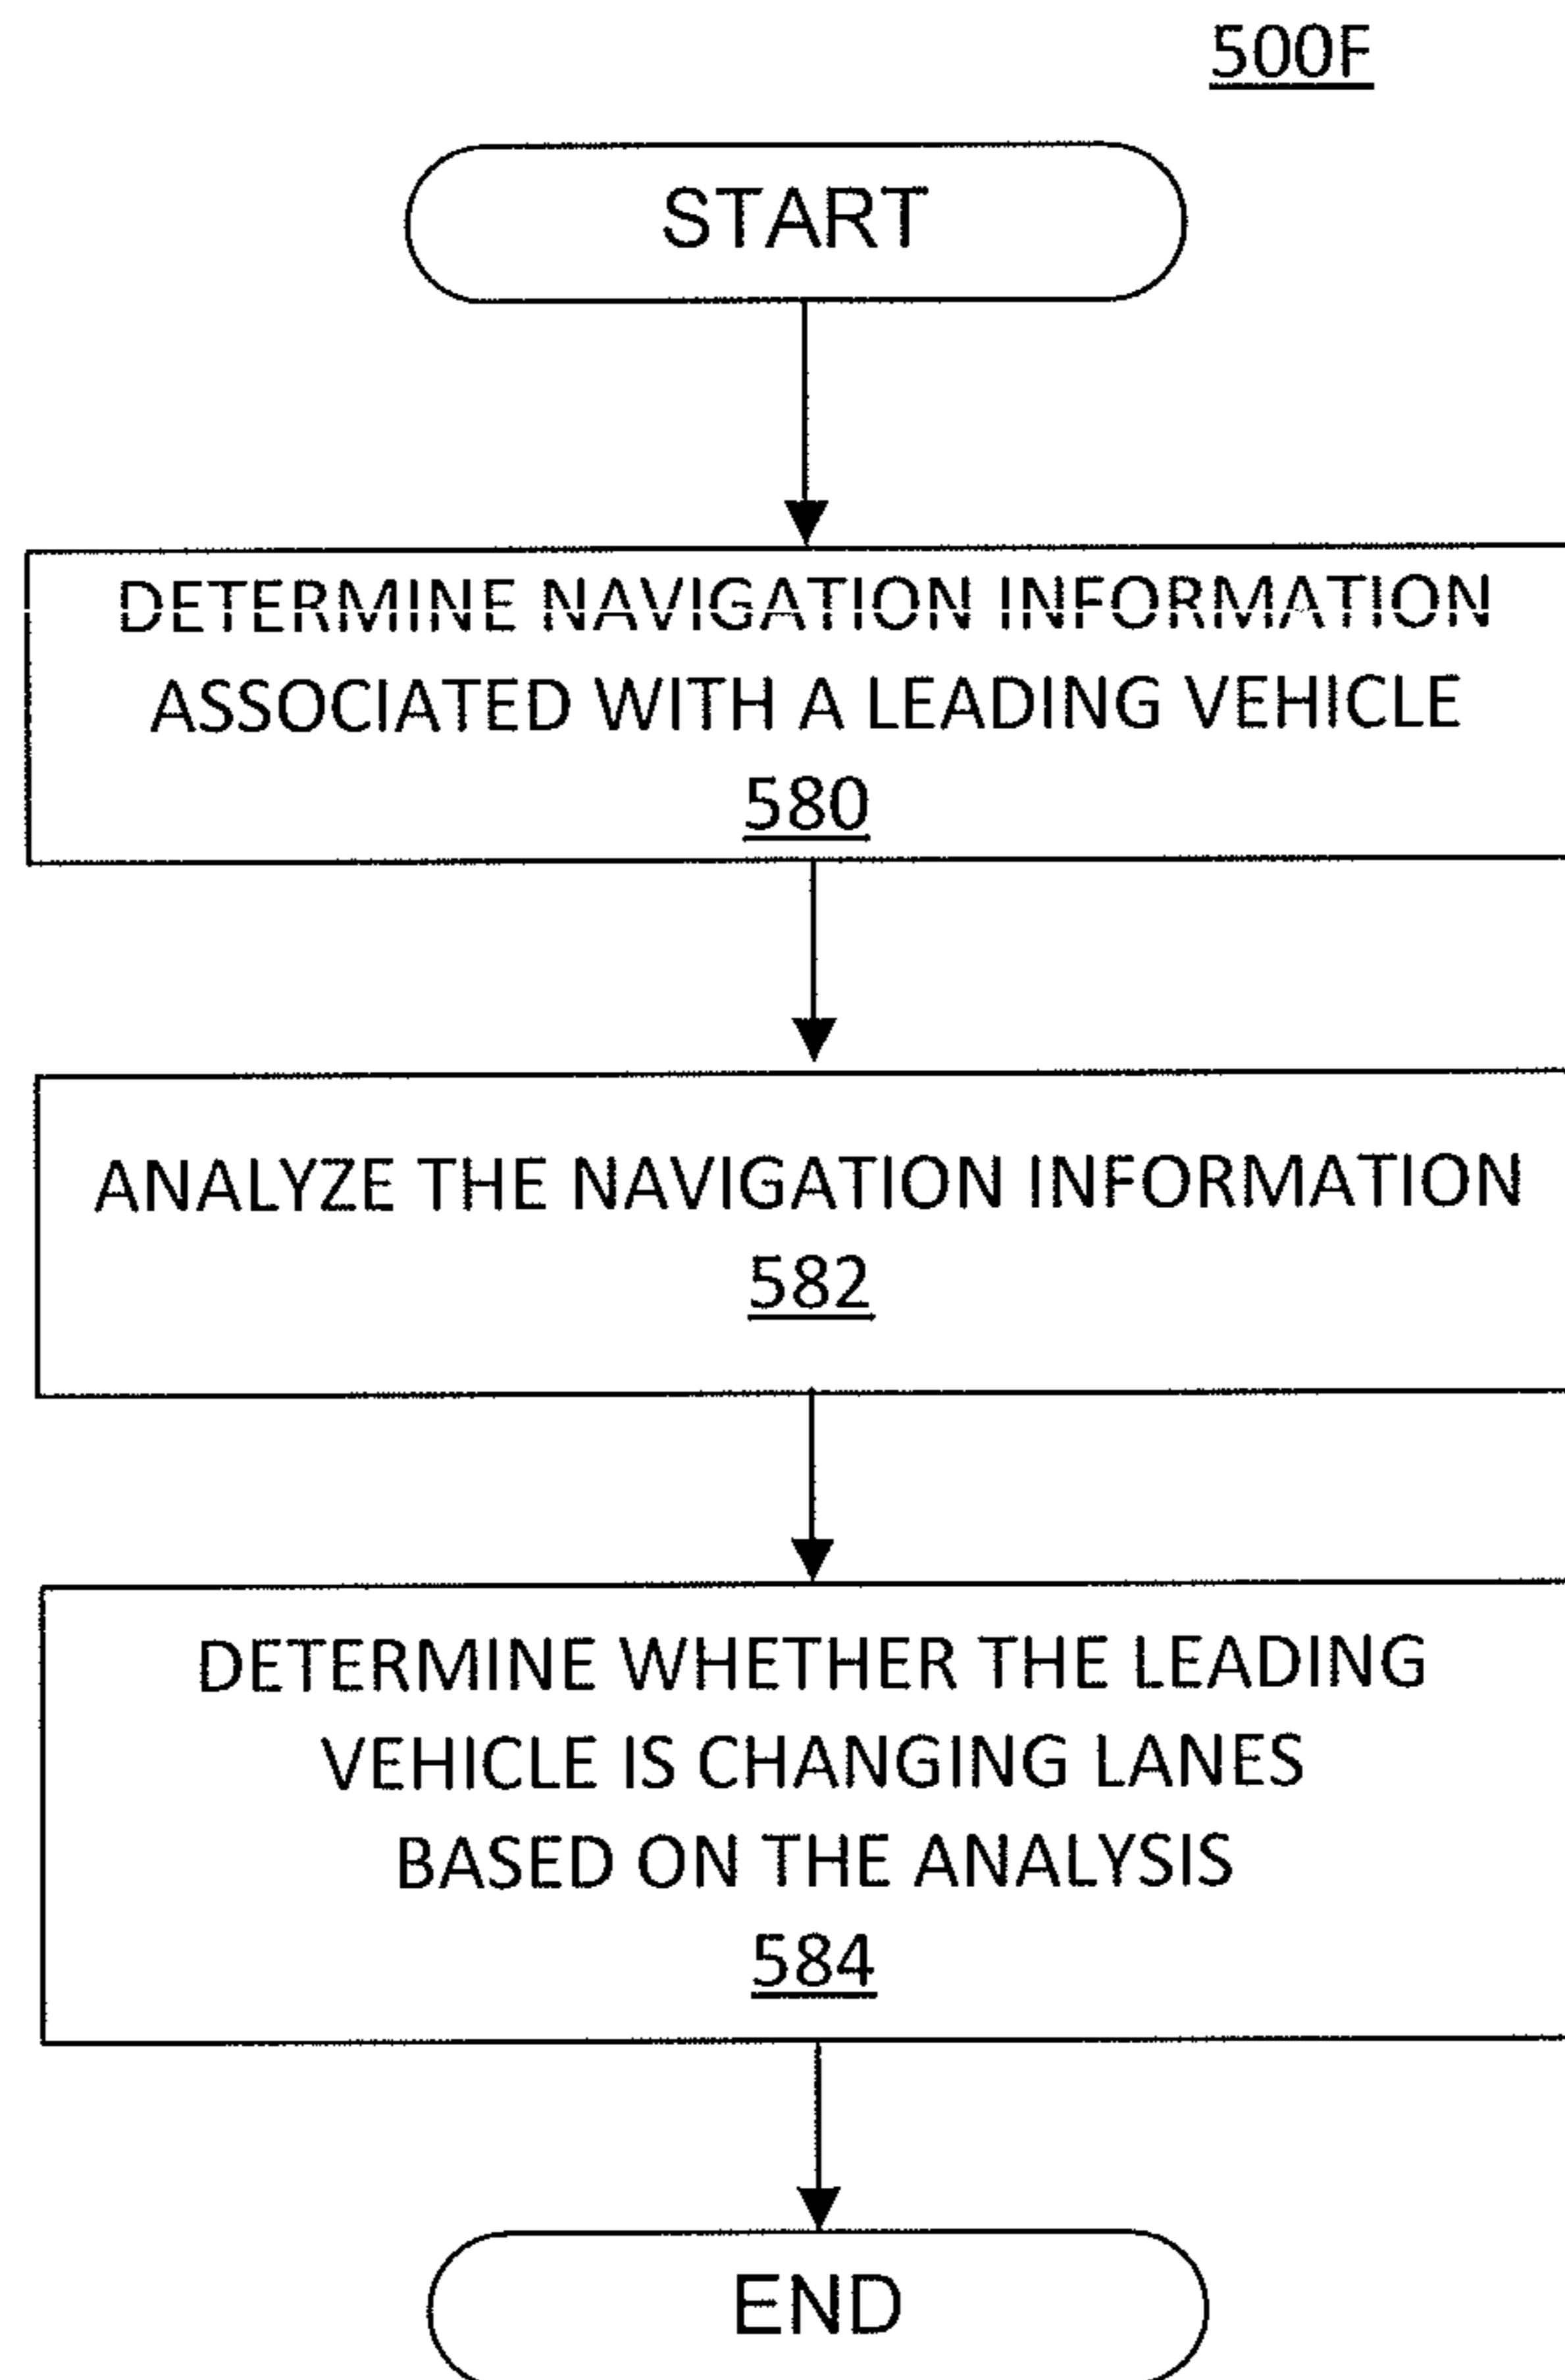 500F
START
DETERMINE NAVIGATION INFORMATION
ASSOCIATED WITH A LEADING VEHICLE
580
ANALYZE THE NAVIGATION INFORMATION
582
DETERMINE WHETHER THE LEADING
VEHICLE IS CHANGING LANES
BASED ON THE ANALYSIS
584
END